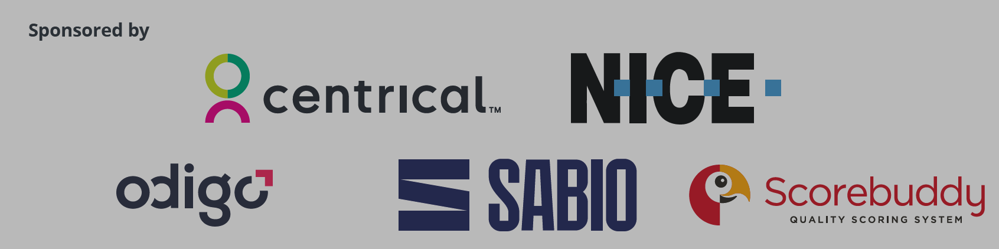 Sponsored by
centrical™
NICE
odigo
SABIO
Scorebuddy
QUALITY SCORING SYSTEM